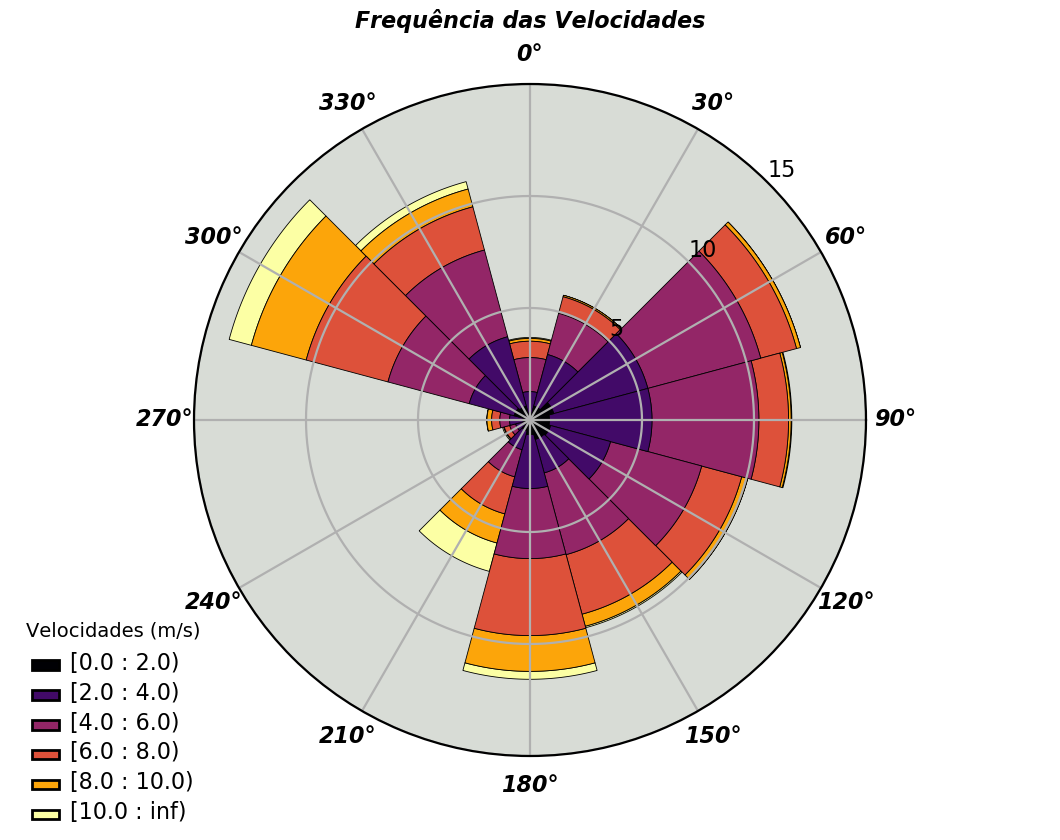 Frequência das Velocidades
0°
330°
30°
15
300°
60°
10
5
270°
90°
240°
120°
210°
150°
180°
Velocidades (m/s)
[0.0 : 2.0)
[2.0 : 4.0)
[4.0 : 6.0)
[6.0 : 8.0)
[8.0 : 10.0)
[10.0 : inf)